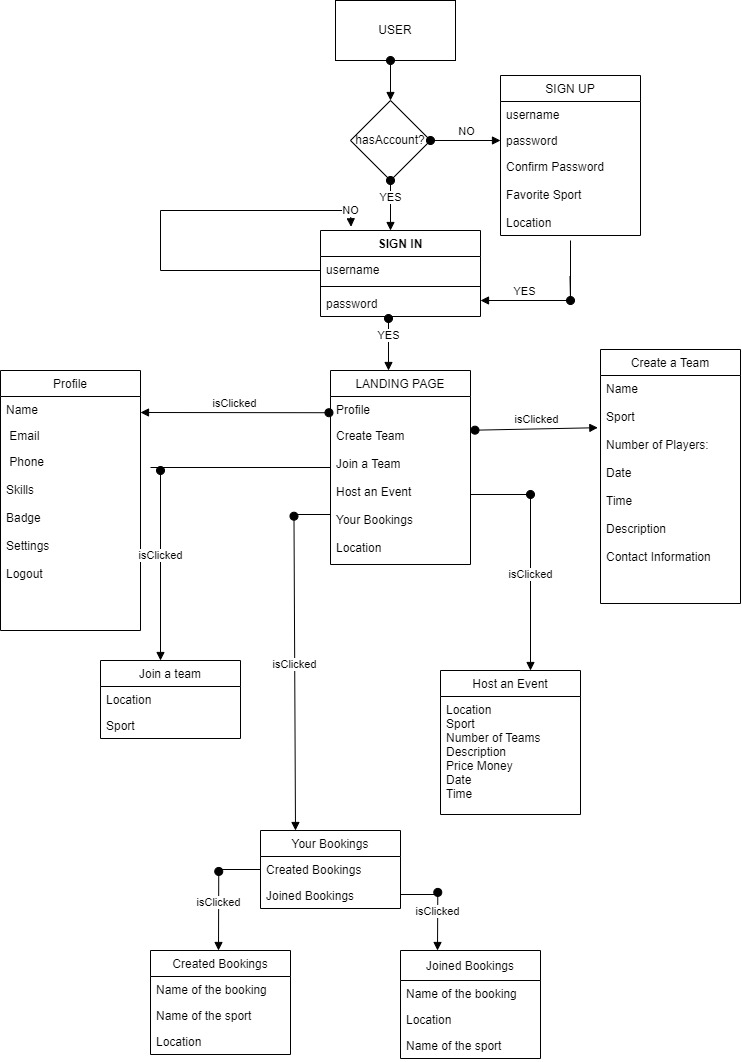 USER
SIGN UP
username
password
Confirm Password
Favorite Sport
Location
hasAccount?
NO
YES
NO
SIGN IN
username
password
YES
YES
Profile
Name
Email
Phone
Skills
Badge
Settings
Logout
isClicked
LANDING PAGE
Profile
Create Team
Join a Team
Host an Event
Your Bookings
Location
isClicked
Create a Team
Name
Sport
Number of Players:
Date
Time
Description
Contact Information
isClicked
isClicked
isClicked
Join a team
Location
Sport
Host an Event
Location
Sport
Number of Teams
Description
Price Money
Date
Time
Your Bookings
Created Bookings
Joined Bookings
isClicked
isClicked
Created Bookings
Name of the booking
Name of the sport
Location
Joined Bookings
Name of the booking
Location
Name of the sport